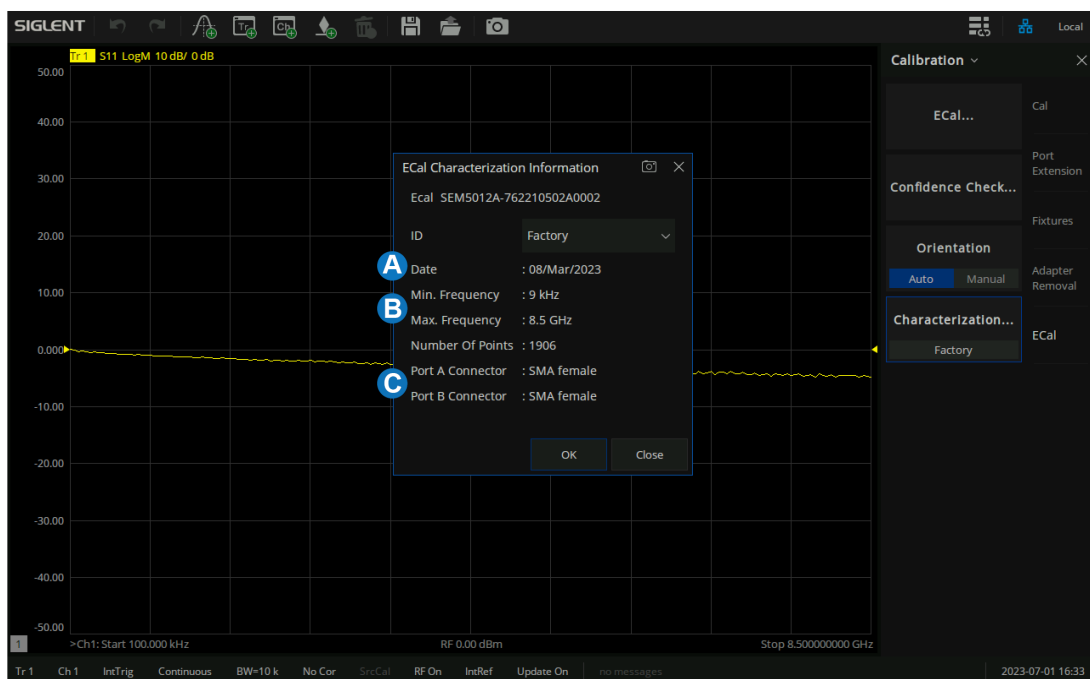 SIGLENT Tr Ch Local
Tr 1 S11 LogM 10 dB/ 0 dB
50.00
40.00
30.00
20.00
10.00
0.000
-10.00
-20.00
-30.00
-40.00
-50.00
ECal Characterization Information
Ecal SEM5012A-762210502A0002
ID Factory
A Date : 08/Mar/2023
Min. Frequency : 9 kHz
B
Max. Frequency : 8.5 GHz
Number Of Points : 1906
Port A Connector : SMA female
C
Port B Connector : SMA female
OK Close
Calibration
ECal...
Confidence Check...
Orientation
Auto Manual
Characterization...
Factory
Cal
Port
Extension
Fixtures
Adapter
Removal
ECal
1 >Ch1: Start 100.000 kHz RF 0.00 dBm Stop 8.500000000 GHz
Tr 1 Ch 1 IntTrig Continuous BW=10 k No Cor SrcCal RF On IntRef Update On no messages 2023-07-01 16:33